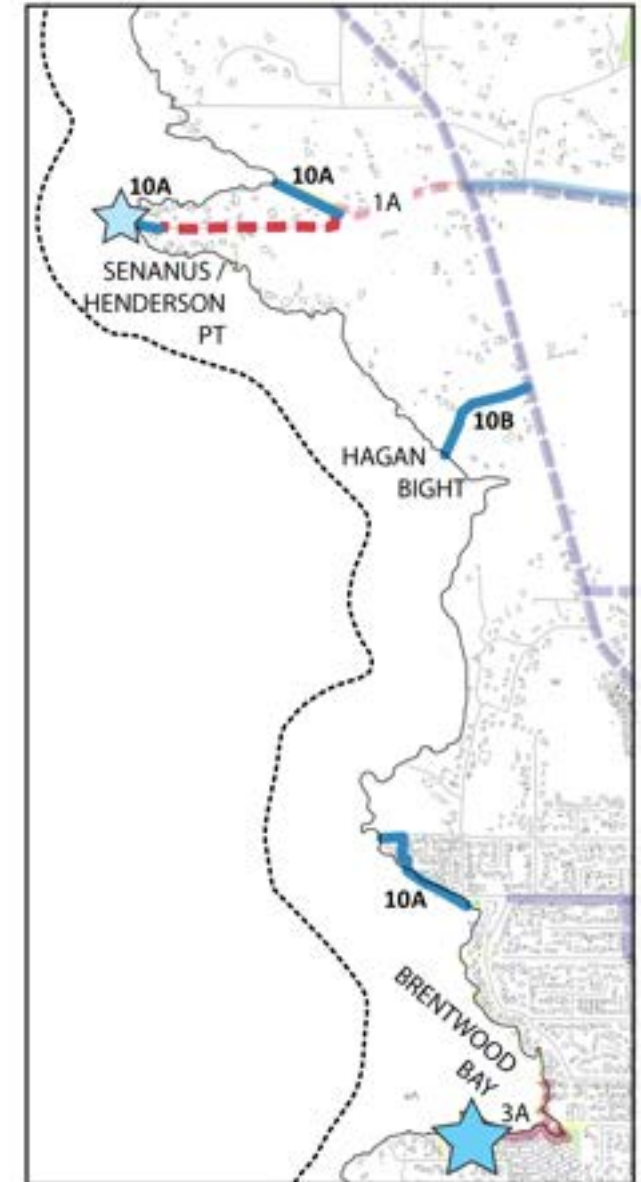 10A
10A
1A
SENANUS /
HENDERSON
PT
10B
HAGAN
BIGHT
10A
BRENTWOOD
BAY
3A